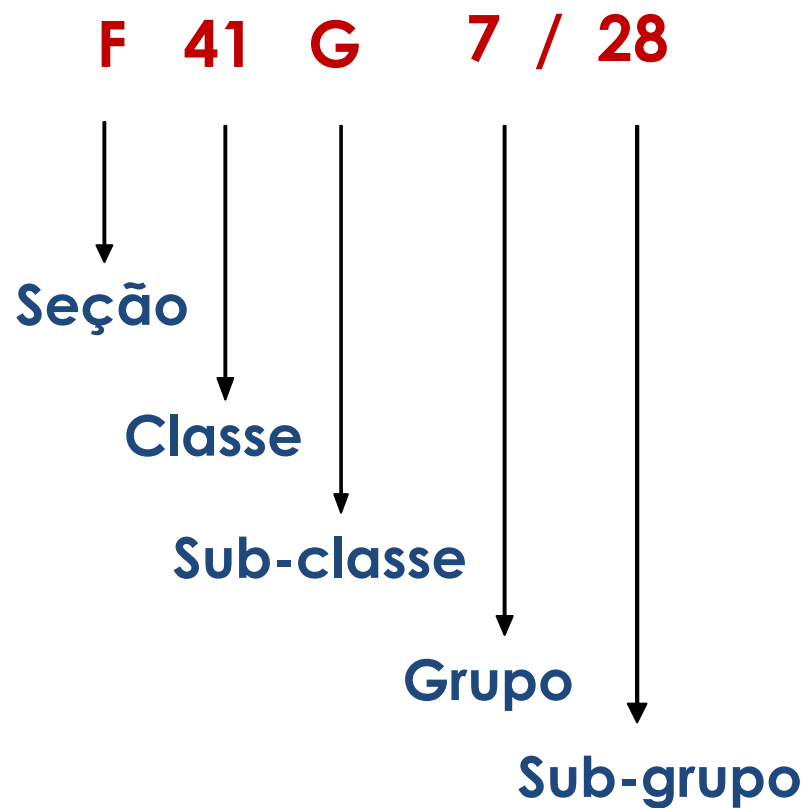 F 41 G 7 / 28
Seção
Classe
Sub-classe
Grupo
Sub-grupo